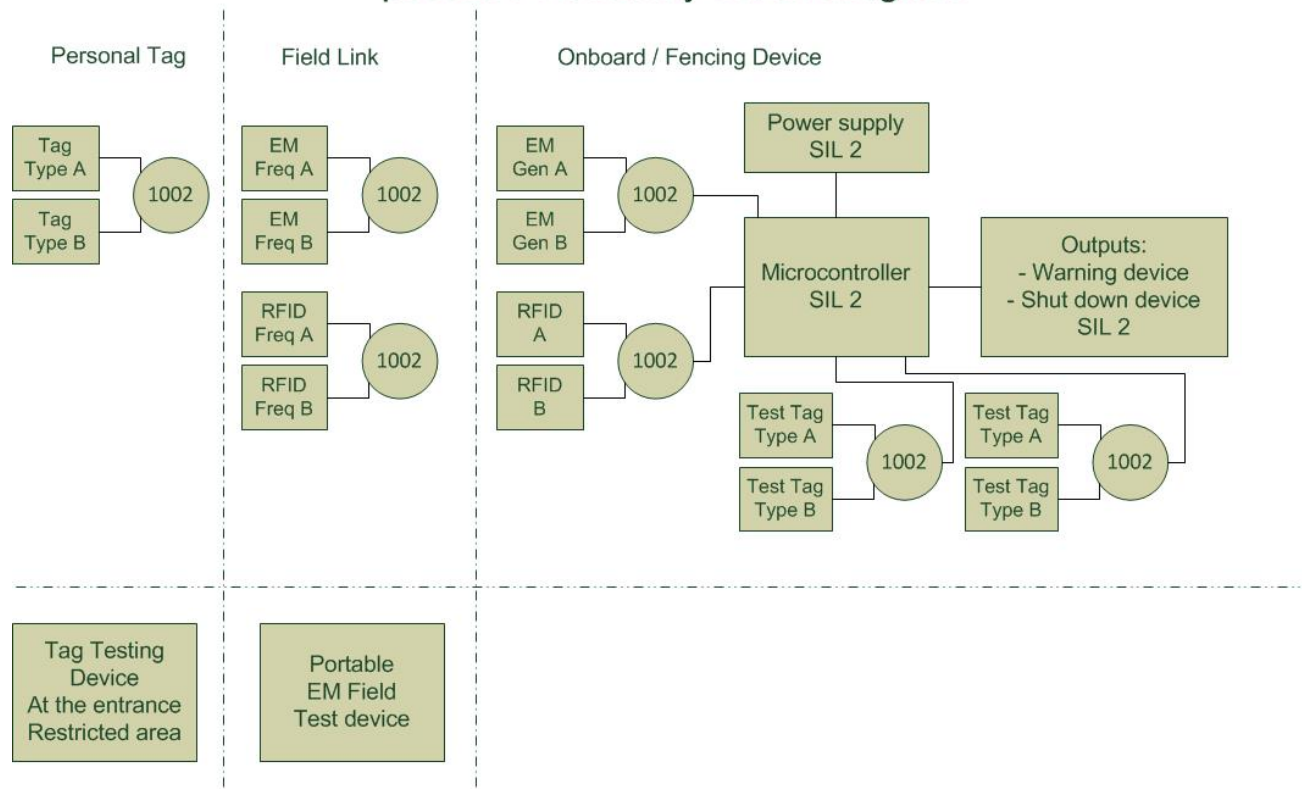 Personal Tag
Field Link
Onboard / Fencing Device
Tag
Type A
Tag
Type B
1002
EM
Freq A
EM
Freq B
1002
RFID
Freq A
RFID
Freq B
1002
EM
Gen A
EM
Gen B
1002
RFID
A
RFID
B
1002
Power supply
SIL 2
Microcontroller
SIL 2
Outputs:
- Warning device
- Shut down device
SIL 2
Test Tag
Type A
Test Tag
Type B
1002
Test Tag
Type A
Test Tag
Type B
1002
Tag Testing
Device
At the entrance
Restricted area
Portable
EM Field
Test device